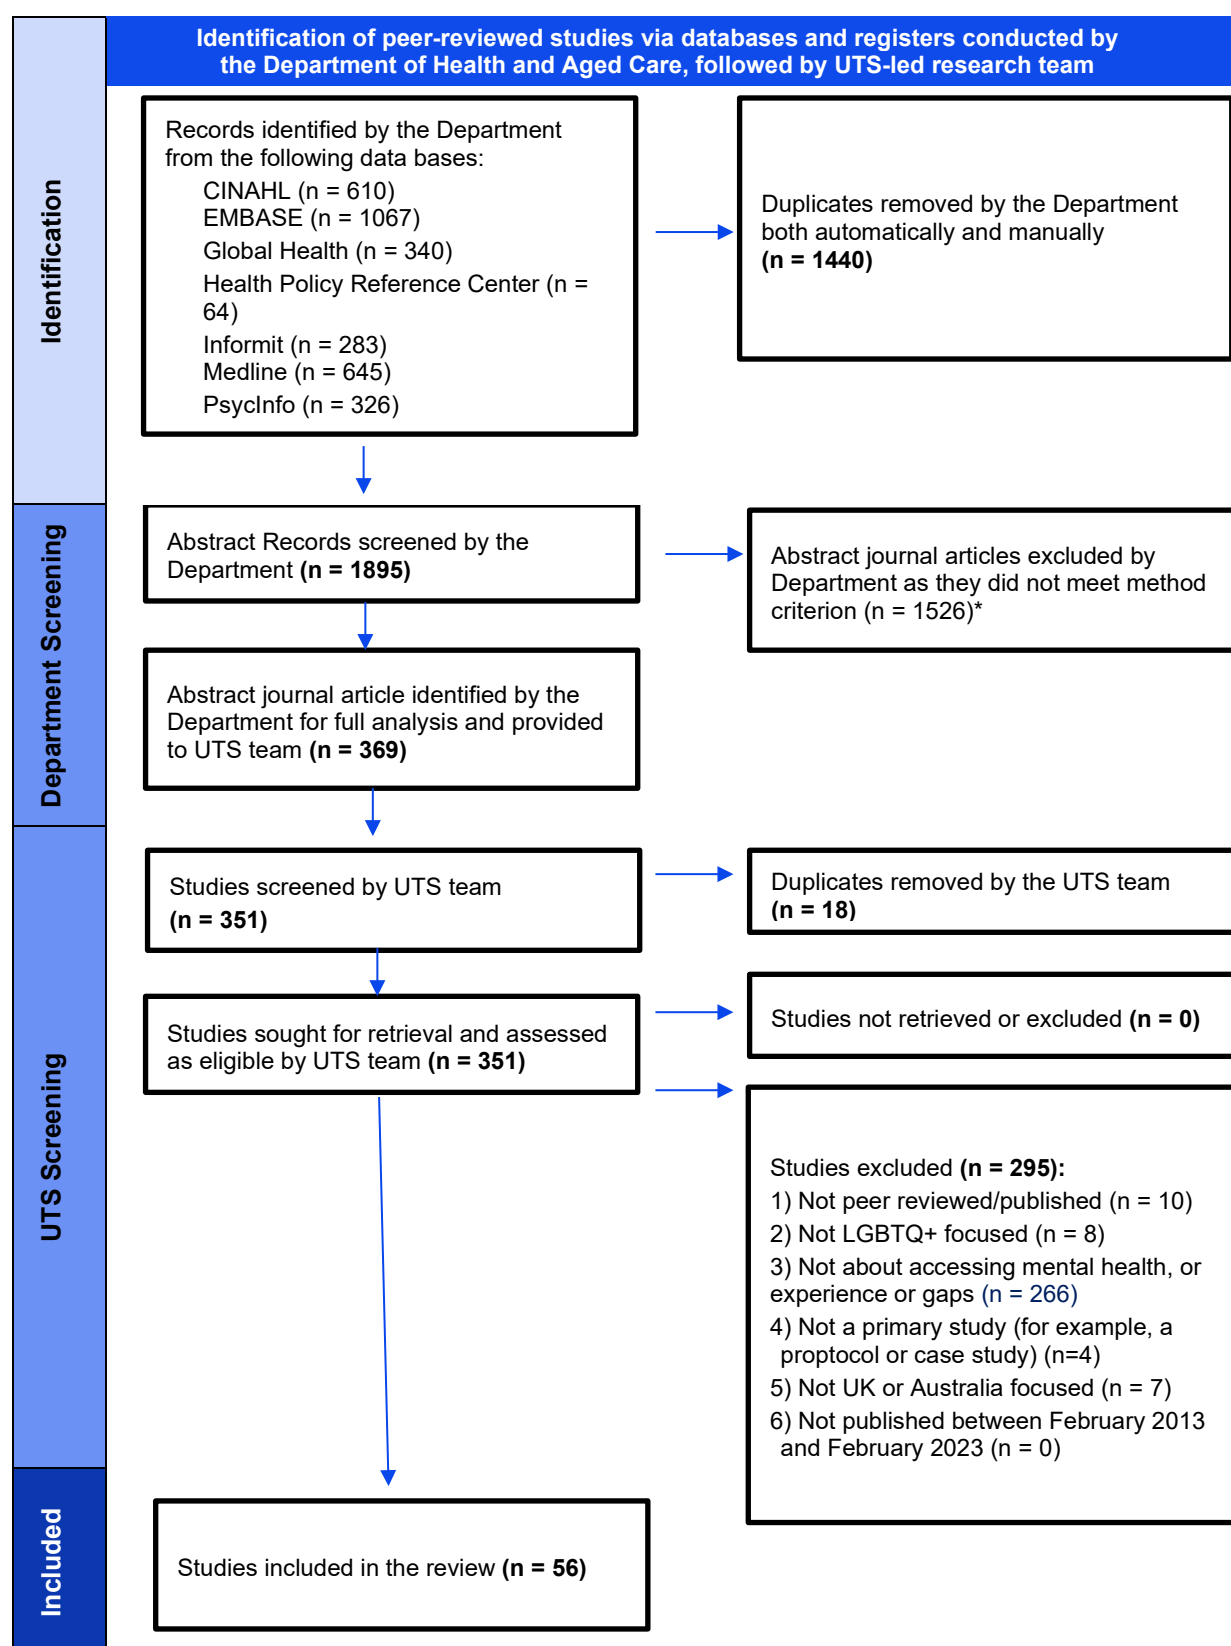 Identification of peer-reviewed studies via databases and registers conducted by
the Department of Health and Aged Care, followed by UTS-led research team
Identification
Records identified by the Department
from the following data bases:
CINAHL (n = 610)
EMBASE (n = 1067)
Global Health (n = 340)
Health Policy Reference Center (n =
64)
Informit (n = 283)
Medline (n = 645)
PsycInfo (n = 326)
Duplicates removed by the Department
both automatically and manually
(n = 1440)
Department Screening
Abstract Records screened by the
Department (n = 1895)
Abstract journal articles excluded by
Department as they did not meet method
criterion (n = 1526)*
Abstract journal article identified by the
Department for full analysis and provided
to UTS team (n = 369)
UTS Screening
Studies screened by UTS team
(n = 351)
Duplicates removed by the UTS team
(n = 18)
Studies sought for retrieval and assessed
as eligible by UTS team (n = 351)
Studies not retrieved or excluded (n = 0)
Studies excluded (n = 295):
1) Not peer reviewed/published (n = 10)
2) Not LGBTQ+ focused (n = 8)
3) Not about accessing mental health, or
experience or gaps (n = 266)
4) Not a primary study (for example, a
proptocol or case study) (n=4)
5) Not UK or Australia focused (n = 7)
6) Not published between February 2013
and February 2023 (n = 0)
Included
Studies included in the review (n = 56)